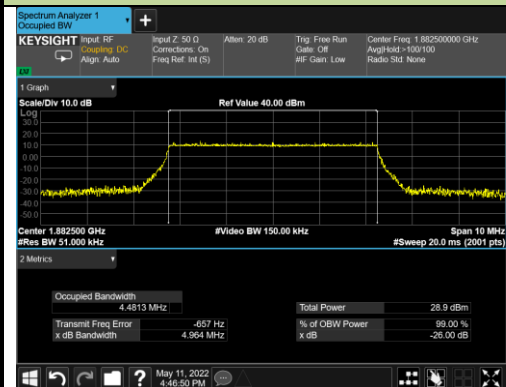 Spectrum Analyzer 1
Occupied BW
KEYSIGHT
Input: RF
Coupling: DC
Align: Auto
Input Z: 50 Ω
Corrections: On
Freq Ref: Int (S)
Atten: 20 dB
Trig: Free Run
Gate: Off
#IF Gain: Low
Center Freq: 1.882500000 GHz
Avg|Hold:>100/100
Radio Std: None
1 Graph
Scale/Div 10.0 dB
Ref Value 40.00 dBm
Log
30.0
20.0
10.0
0.00
-10.0
-20.0
-30.0
-40.0
-50.0
Center 1.882500 GHz
#Video BW 150.00 kHz
Span 10 MHz
#Res BW 51.000 kHz
#Sweep 20.0 ms (2001 pts)
2 Metrics
Occupied Bandwidth
4.4813 MHz
Total Power 28.9 dBm
Transmit Freq Error -657 Hz
% of OBW Power 99.00 %
x dB Bandwidth 4.964 MHz
x dB -26.00 dB
May 11, 2022
4:46:50 PM